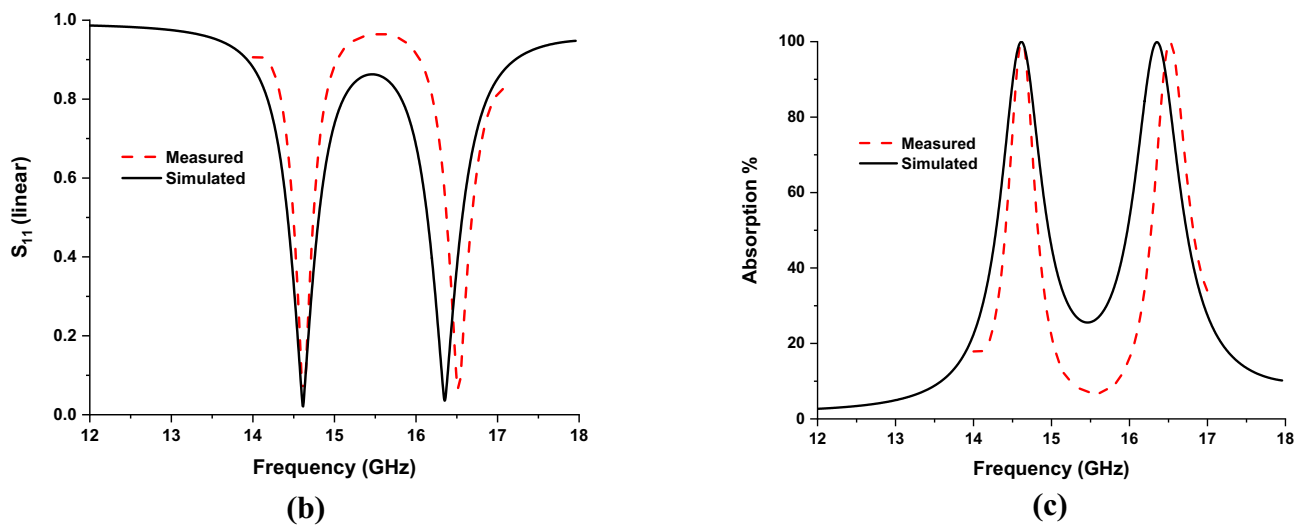 1.0
0.8
0.6
0.4
0.2
0.0
S11 (linear)
Measured
Simulated
12 13 14 15 16 17 18
Frequency (GHz)
(b)
100
80
60
40
20
0
Absorption %
Measured
Simulated
12 13 14 15 16 17 18
Frequency (GHz)
(c)